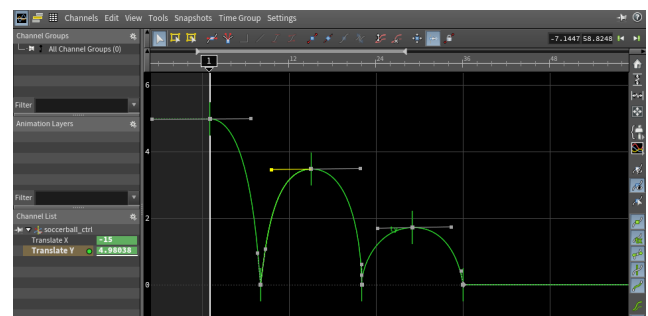 Channels Edit View Tools Snapshots Time Group Settings
Channel Groups
All Channel Groups (0)
-7.1447 58.8248
1
12
24
36
48
6
4
2
0
Filter
Animation Layers
Filter
Channel List
soccerball_ctrl
Translate X -15
Translate Y 4.98038